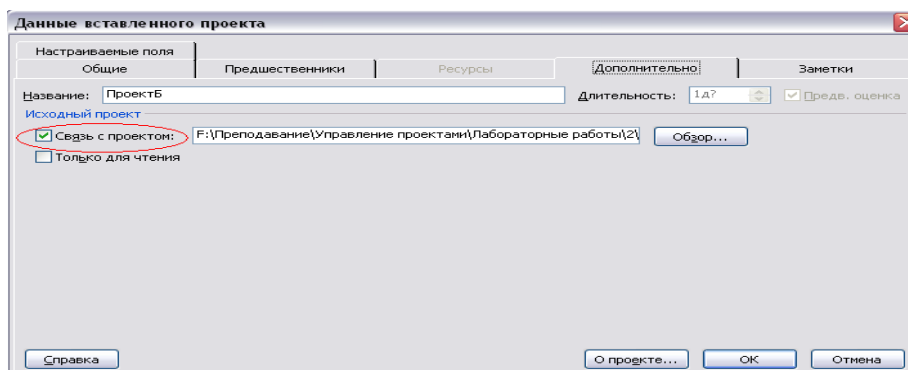 Данные вставленного проекта
Настраиваемые поля
Общие Предшественники Ресурсы Дополнительно Заметки
Название: ПроектБ Длительность: 1д? Предв. оценка
Исходный проект
Связь с проектом: F:\Преподавание\Управление проектами\Лабораторные работы\2\ Обзор...
Только для чтения
Справка О проекте... ОК Отмена